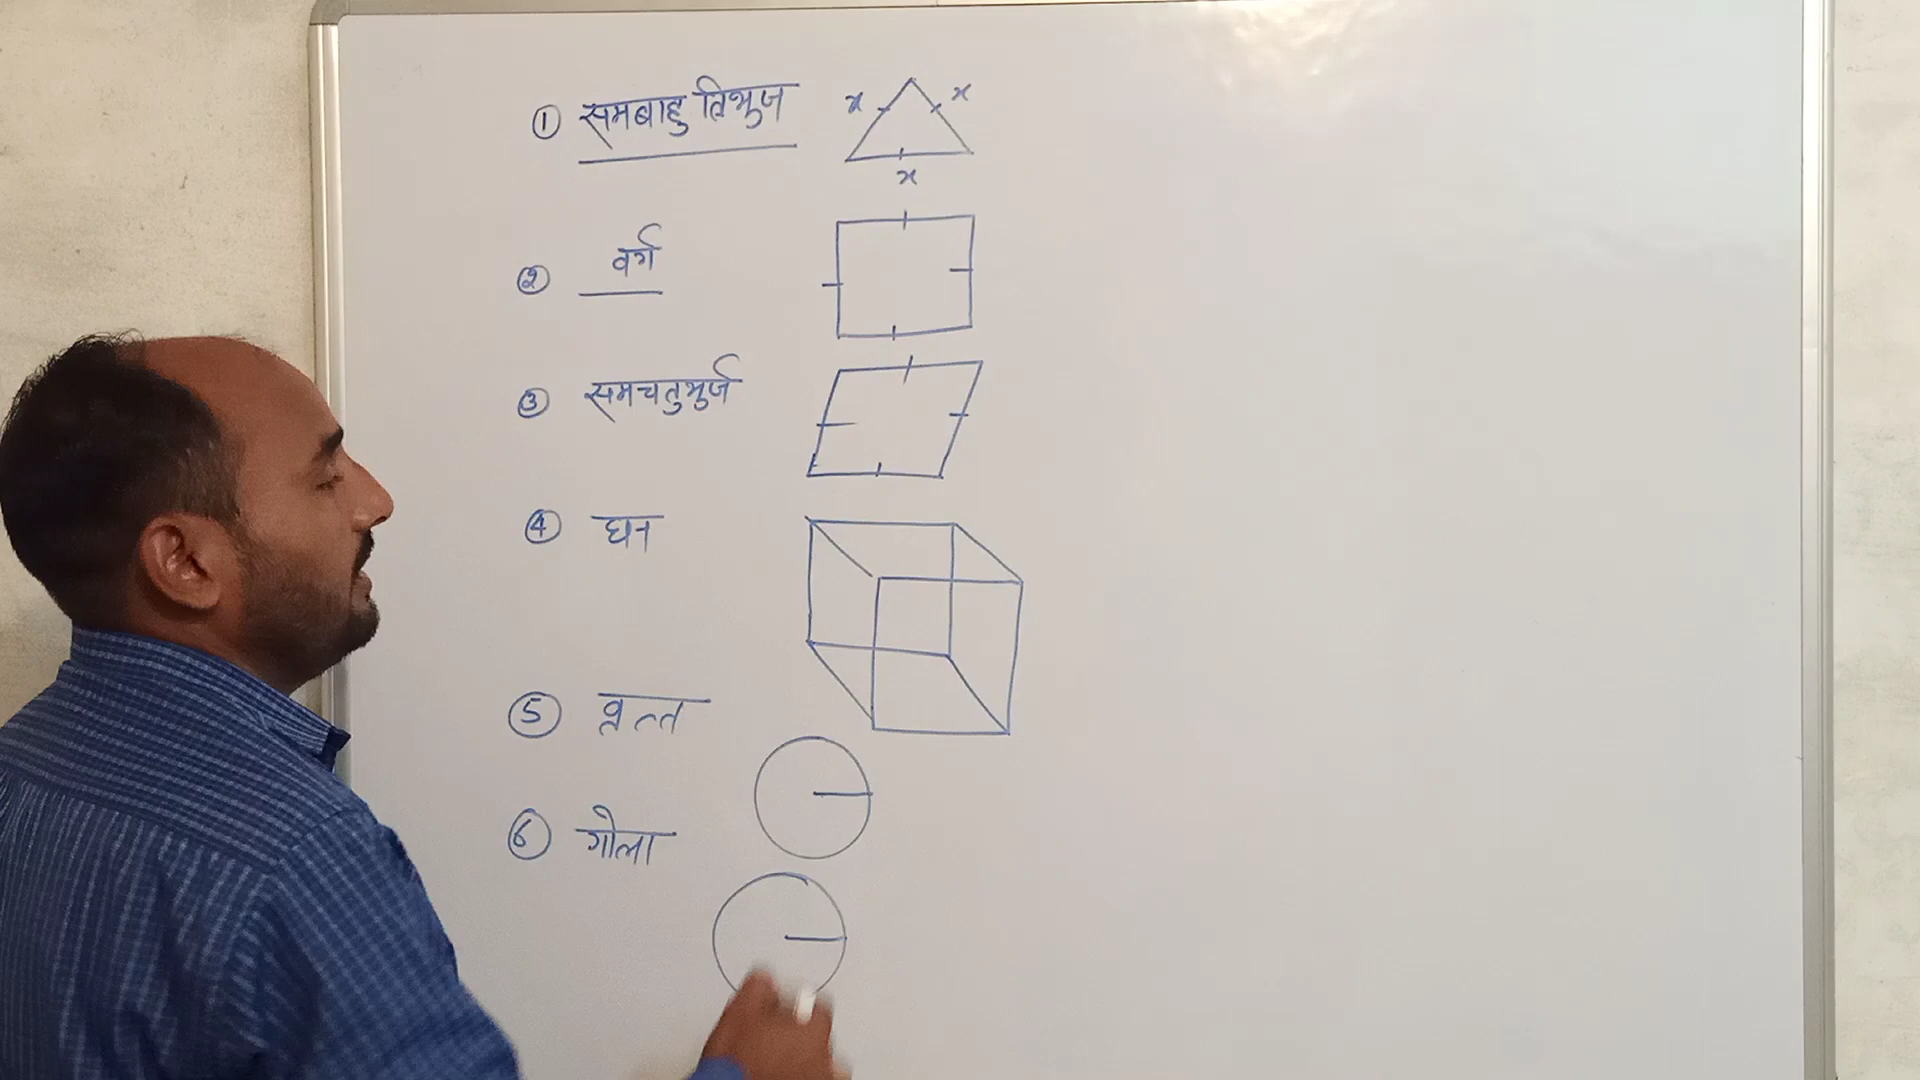 ① समबाहु त्रिभुज
x x
x
② वर्ग
③ समचतुभुर्ज
④ घन
⑤ वृत्त
⑥ गोला